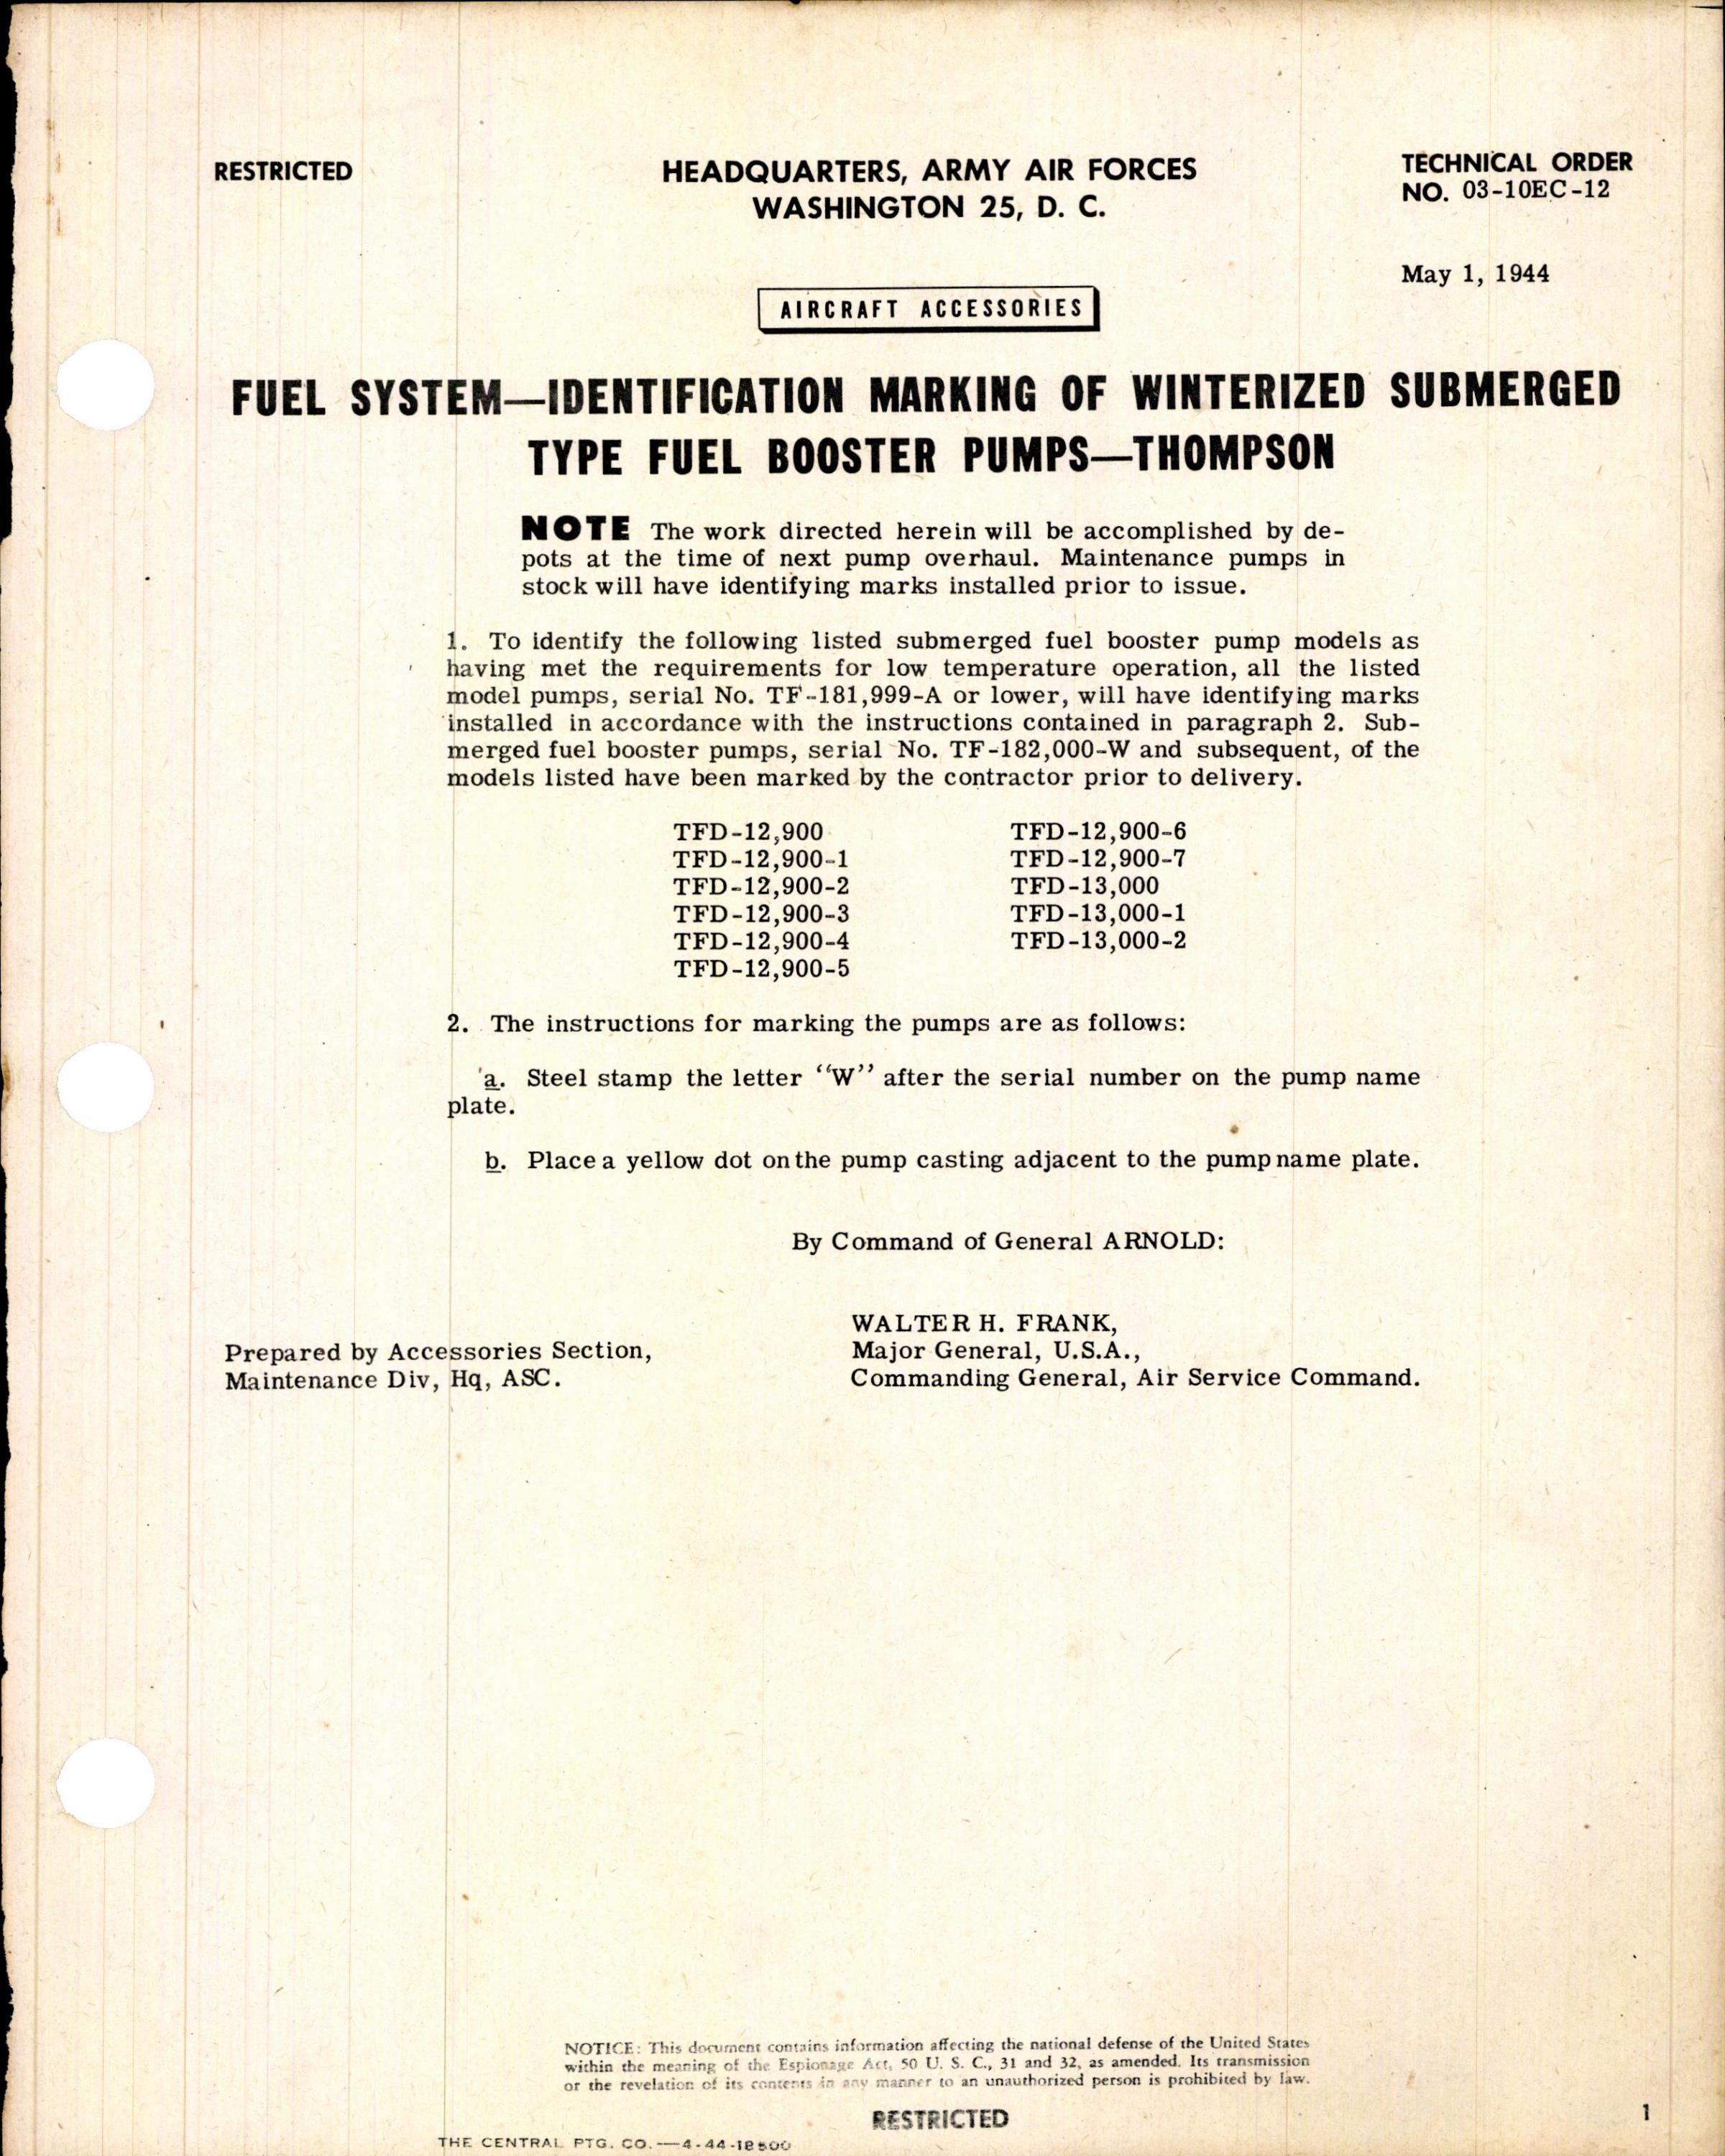 RESTRICTED
HEADQUARTERS, ARMY AIR FORCES
WASHINGTON 25, D. C.
TECHNICAL ORDER
NO. 03-10EC-12
May 1, 1944
AIRCRAFT ACCESSORIES
FUEL SYSTEM—IDENTIFICATION MARKING OF WINTERIZED SUBMERGED
TYPE FUEL BOOSTER PUMPS—THOMPSON
NOTE The work directed herein will be accomplished by de-
pots at the time of next pump overhaul. Maintenance pumps in
stock will have identifying marks installed prior to issue.
1. To identify the following listed submerged fuel booster pump models as
having met the requirements for low temperature operation, all the listed
model pumps, serial No. TF-181,999-A or lower, will have identifying marks
installed in accordance with the instructions contained in paragraph 2. Sub-
merged fuel booster pumps, serial No. TF-182,000-W and subsequent, of the
models listed have been marked by the contractor prior to delivery.
TFD-12,900
TFD-12,900-1
TFD-12,900-2
TFD-12,900-3
TFD-12,900-4
TFD-12,900-5
TFD-12,900-6
TFD-12,900-7
TFD-13,000
TFD-13,000-1
TFD-13,000-2
2. The instructions for marking the pumps are as follows:
a. Steel stamp the letter "W" after the serial number on the pump name
plate.
b. Place a yellow dot on the pump casting adjacent to the pump name plate.
By Command of General ARNOLD:
WALTER H. FRANK,
Major General, U.S.A.,
Commanding General, Air Service Command.
Prepared by Accessories Section,
Maintenance Div, Hq, ASC.
NOTICE: This document contains information affecting the national defense of the United States
within the meaning of the Espionage Act, 50 U. S. C., 31 and 32, as amended. Its transmission
or the revelation of its contents in any manner to an unauthorized person is prohibited by law.
RESTRICTED
1
THE CENTRAL PTG. CO.—4-44-18500